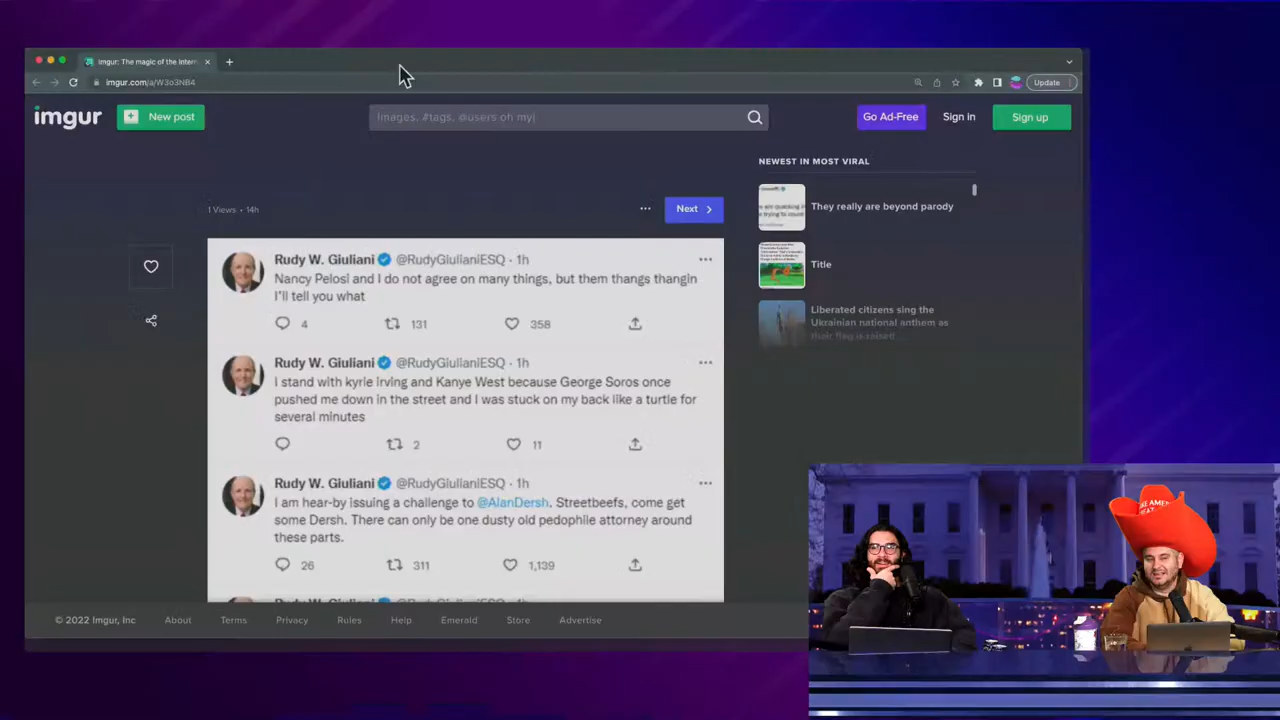 Imgur: The magic of the Intern
imgur.com/a/W3o3NB4
Update
imgur
New post
Images, #tags, @users oh my!
Go Ad-Free
Sign in
Sign up
NEWEST IN MOST VIRAL
They really are beyond parody
Title
Liberated citizens sing the
Ukrainian national anthem as
their flag is raised...
1 Views • 14h
Next
Rudy W. Giuliani @RudyGiulianiESQ · 1h
Nancy Pelosi and I do not agree on many things, but them thangs thangin
I'll tell you what
4 131 358
Rudy W. Giuliani @RudyGiulianiESQ · 1h
I stand with kyrie irving and Kanye West because George Soros once
pushed me down in the street and I was stuck on my back like a turtle for
several minutes
2 11
Rudy W. Giuliani @RudyGiulianiESQ · 1h
I am hear-by issuing a challenge to @AlanDersh. Streetbeefs, come get
some Dersh. There can only be one dusty old pedophile attorney around
these parts.
26 311 1,139
© 2022 Imgur, Inc About Terms Privacy Rules Help Emerald Store Advertise